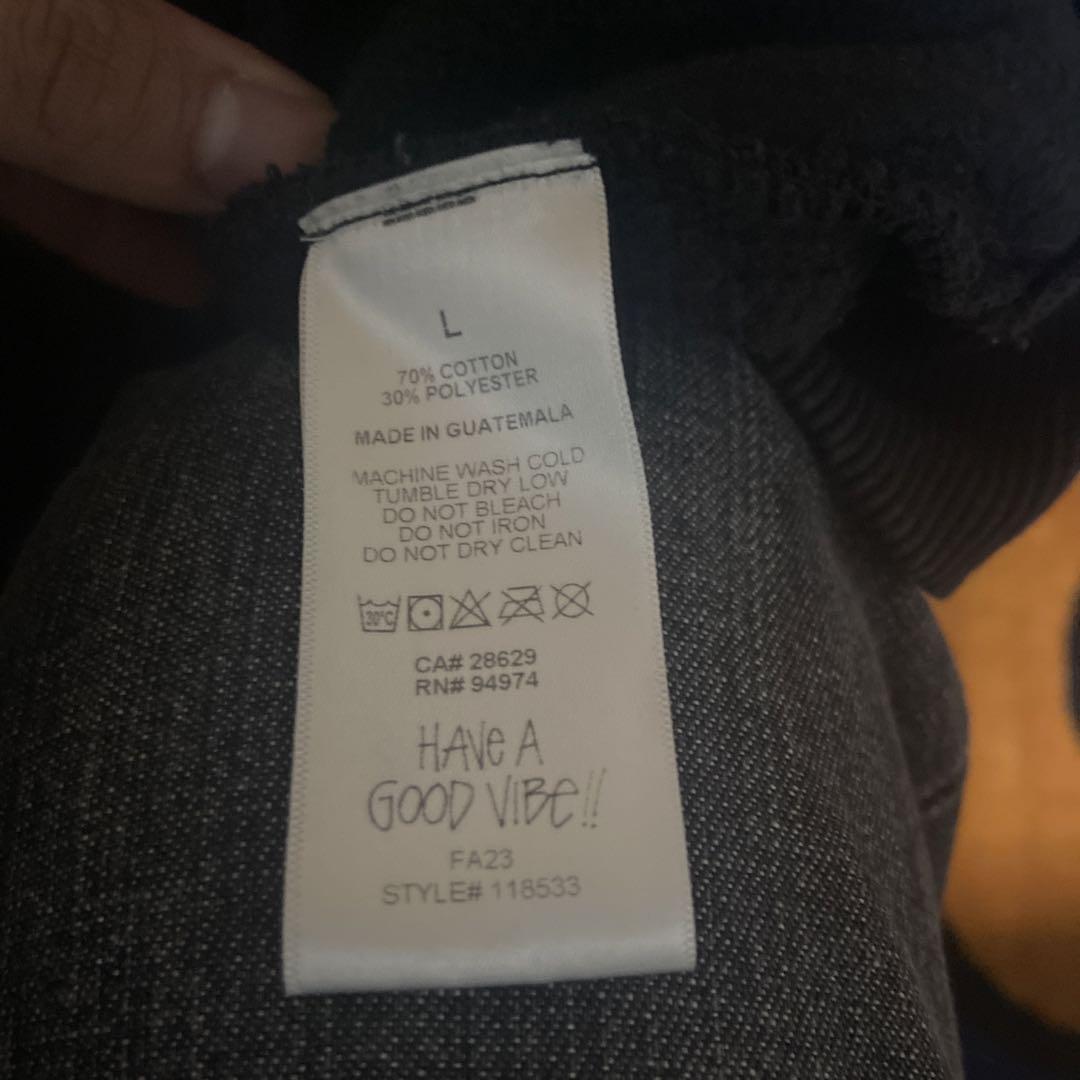 L
70% COTTON
30% POLYESTER
MADE IN GUATEMALA
MACHINE WASH COLD
TUMBLE DRY LOW
DO NOT BLEACH
DO NOT IRON
DO NOT DRY CLEAN
30°C
CA# 28629
RN# 94974
HAVe A
GOOD VIBe!!
FA23
STYLE# 118533